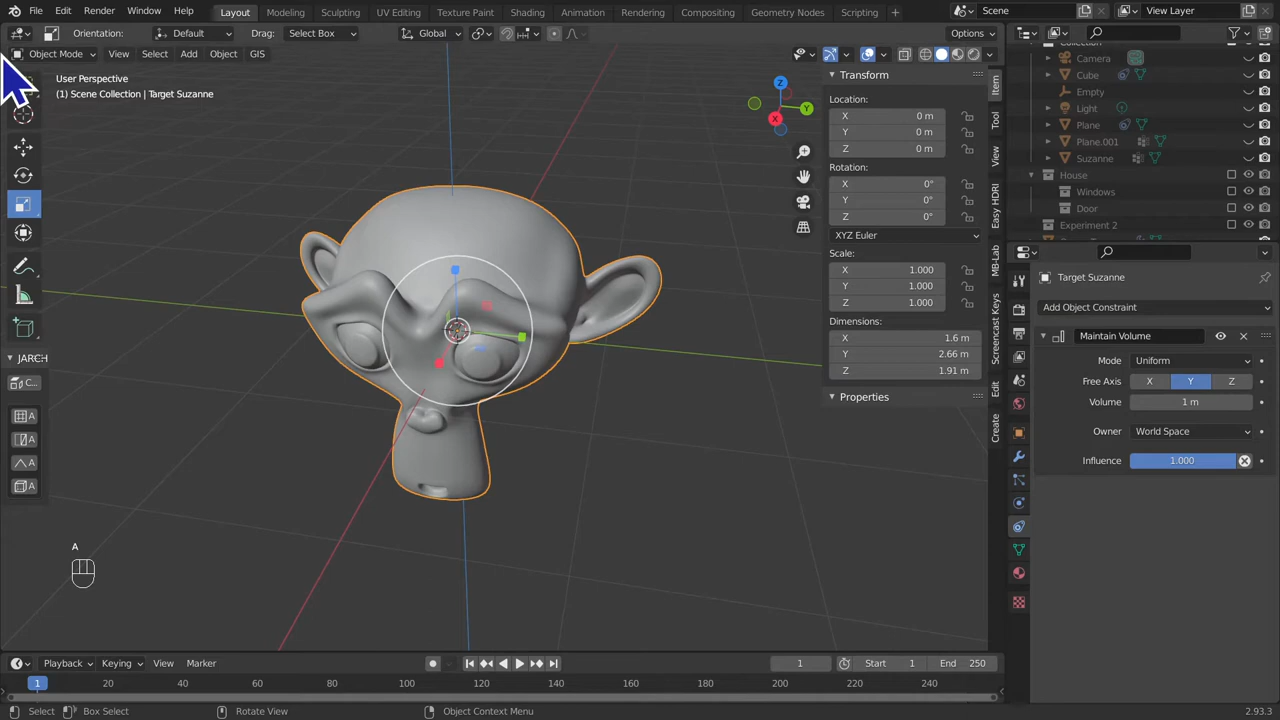 File Edit Render Window Help Layout Modeling Sculpting UV Editing Texture Paint Shading Animation Rendering Compositing Geometry Nodes Scripting + Scene View Layer
Orientation: Default Drag: Select Box Global Options
Object Mode View Select Add Object GIS
User Perspective
(1) Scene Collection | Target Suzanne
Z
Y
X
JARCH
C...
A
A
A
A
A
Transform
Location:
X 0 m
Y 0 m
Z 0 m
Rotation:
X 0°
Y 0°
Z 0°
XYZ Euler
Scale:
X 1.000
Y 1.000
Z 1.000
Dimensions:
X 1.6 m
Y 2.66 m
Z 1.91 m
Properties
Item
Tool
View
Easy HDRI
MB-Lab
Screencast Keys
Edit
Create
Collection
Camera
Cube
Empty
Light
Plane
Plane.001
Suzanne
House
Windows
Door
Experiment 2
Target Suzanne
Add Object Constraint
Maintain Volume
Mode Uniform
Free Axis X Y Z
Volume 1 m
Owner World Space
Influence 1.000
Playback Keying View Marker 1 Start 1 End 250
1 20 40 60 80 100 120 140 160 180 200 220 240
Select Box Select Rotate View Object Context Menu 2.93.3